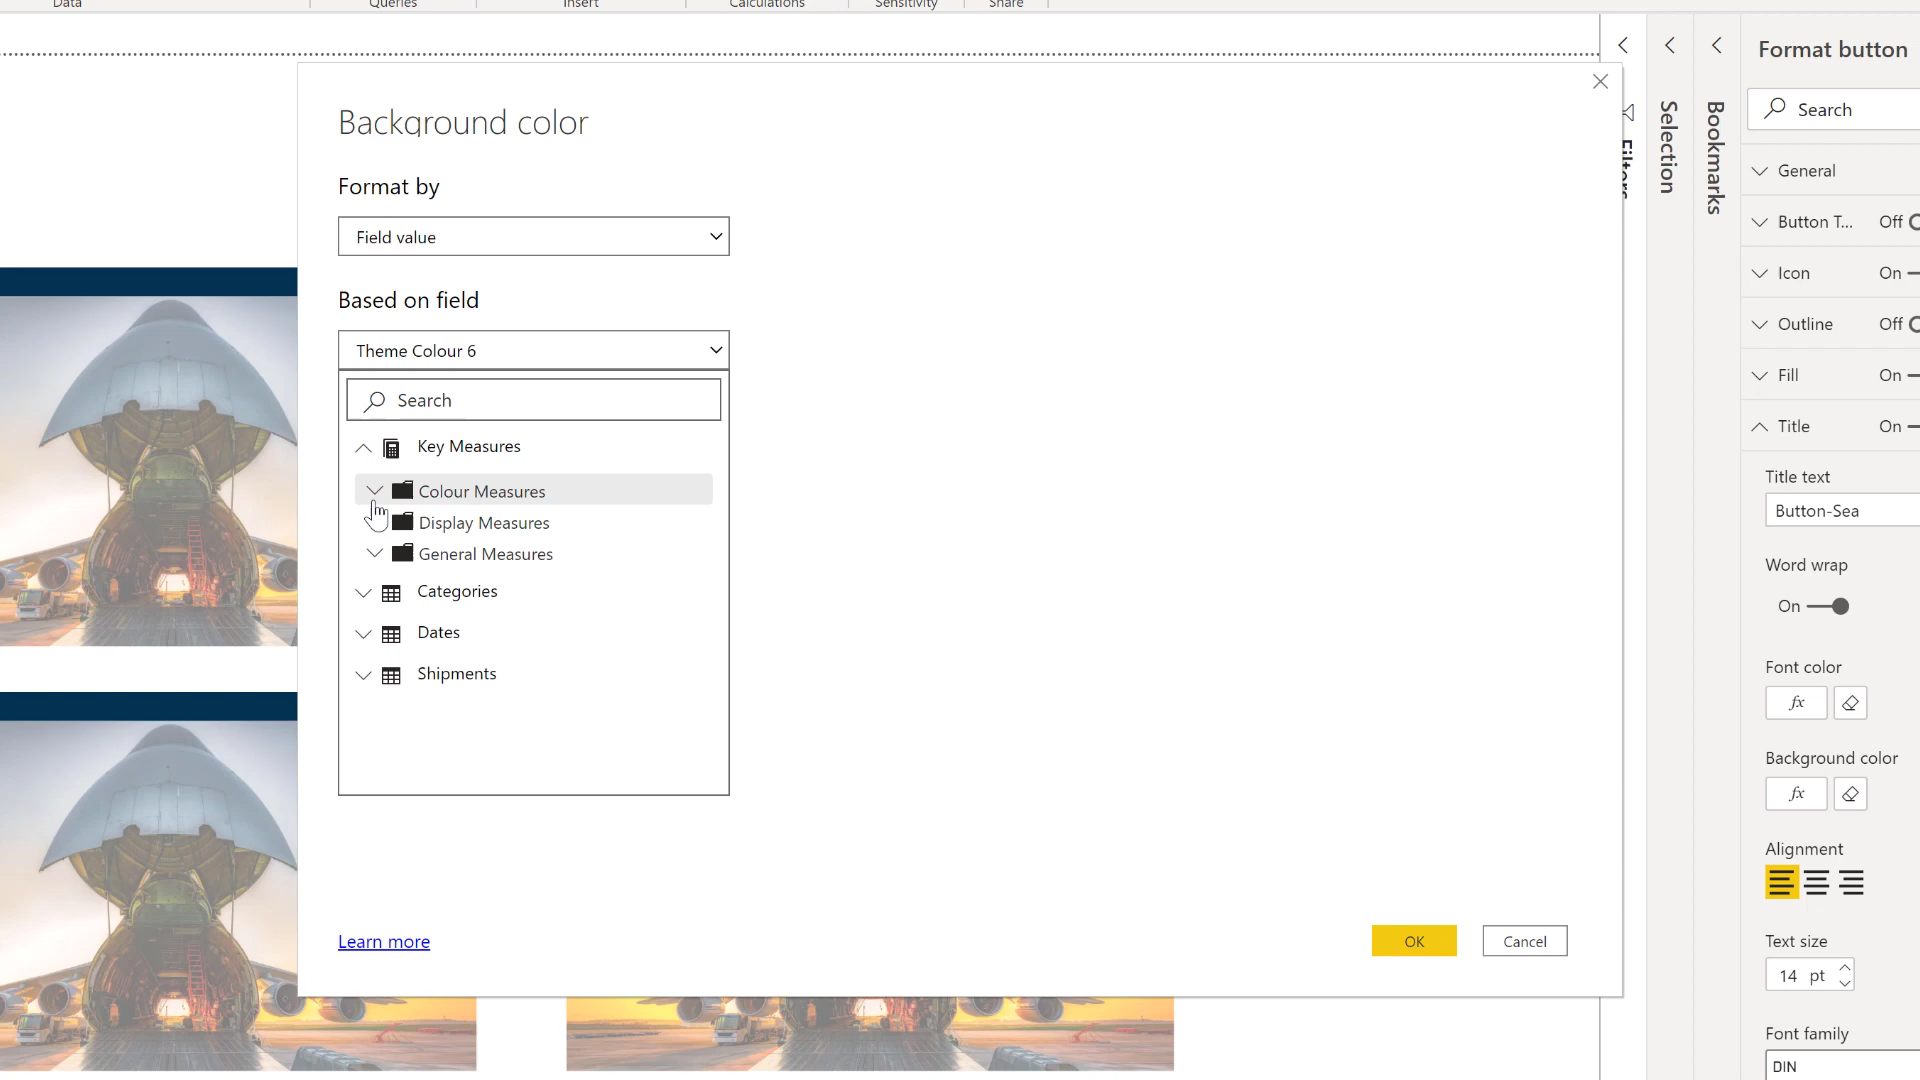 Data
Queries
Insert
Calculations
Sensitivity
Share
Background color
Format by
Field value
Based on field
Theme Colour 6
Search
Key Measures
Colour Measures
Display Measures
General Measures
Categories
Dates
Shipments
Learn more
OK
Cancel
Filters
Selection
Bookmarks
Format button
Search
General
Button T... Off
Icon On
Outline Off
Fill On
Title On
Title text
Button-Sea
Word wrap
On
Font color
fx
Background color
fx
Alignment
Text size
14 pt
Font family
DIN